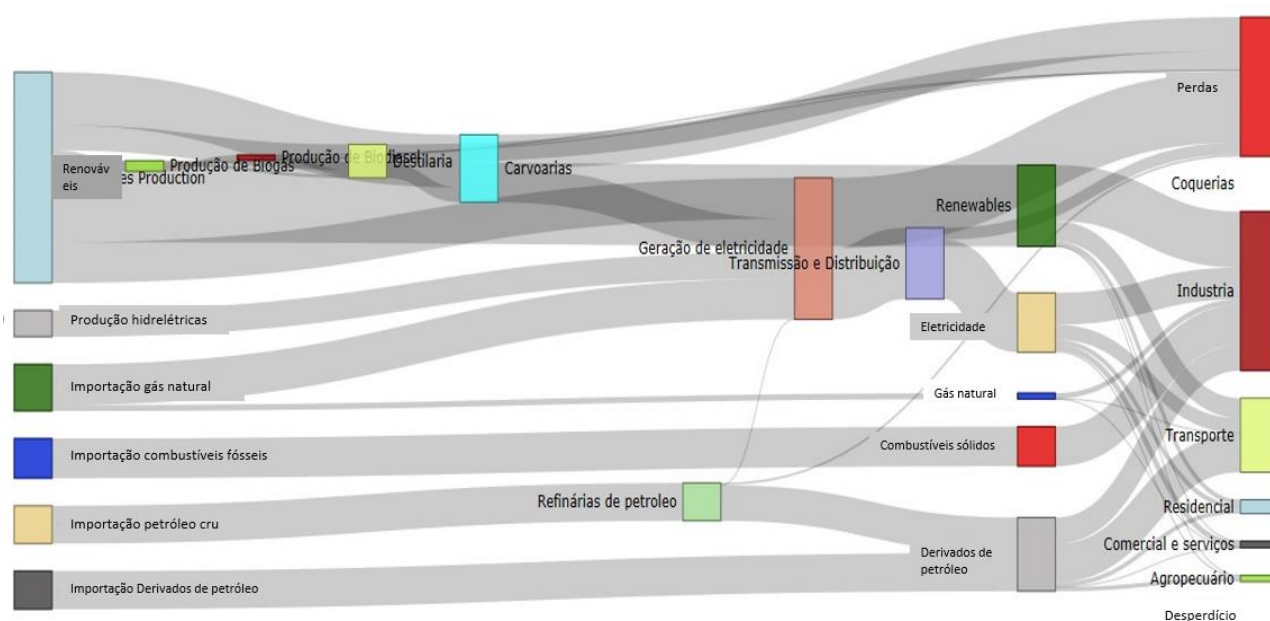 Perdas
Renováv
eis
es Production
Produção de Biogás
Produção de Biodiesel
Destilaria
Carvoarias
Coquerias
Renewables
Geração de eletricidade
Transmissão e Distribuição
Industria
Produção hidrelétricas
Eletricidade
Importação gás natural
Gás natural
Importação combustíveis fósseis
Combustíveis sólidos
Transporte
Importação petróleo cru
Refinárias de petroleo
Residencial
Comercial e serviços
Derivados de
petróleo
Importação Derivados de petróleo
Agropecuário
Desperdício